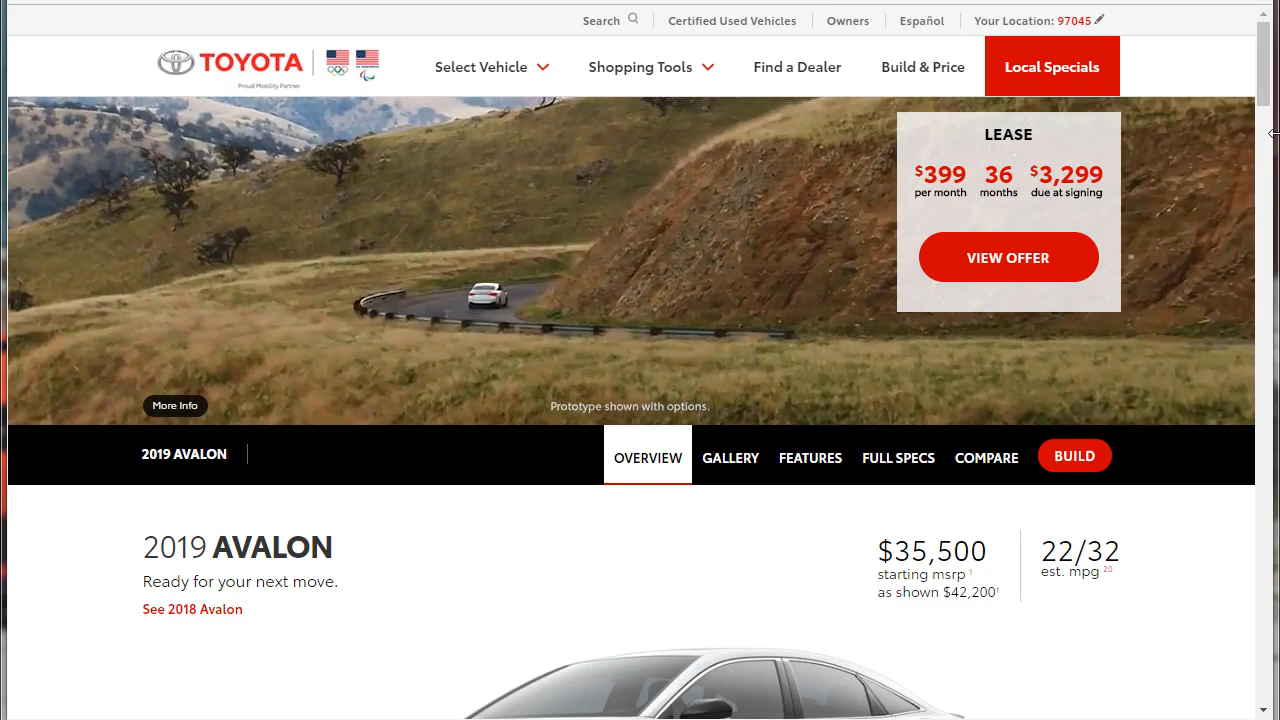 Search
Certified Used Vehicles
Owners
Español
Your Location: 97045
TOYOTA
Proud Mobility Partner
Select Vehicle
Shopping Tools
Find a Dealer
Build & Price
Local Specials
LEASE
$399 36 $3,299
per month months due at signing
VIEW OFFER
More Info
Prototype shown with options.
2019 AVALON
OVERVIEW
GALLERY
FEATURES
FULL SPECS
COMPARE
BUILD
2019 AVALON
Ready for your next move.
See 2018 Avalon
$35,500
starting msrp 1
as shown $42,200 1
22/32
est. mpg 20